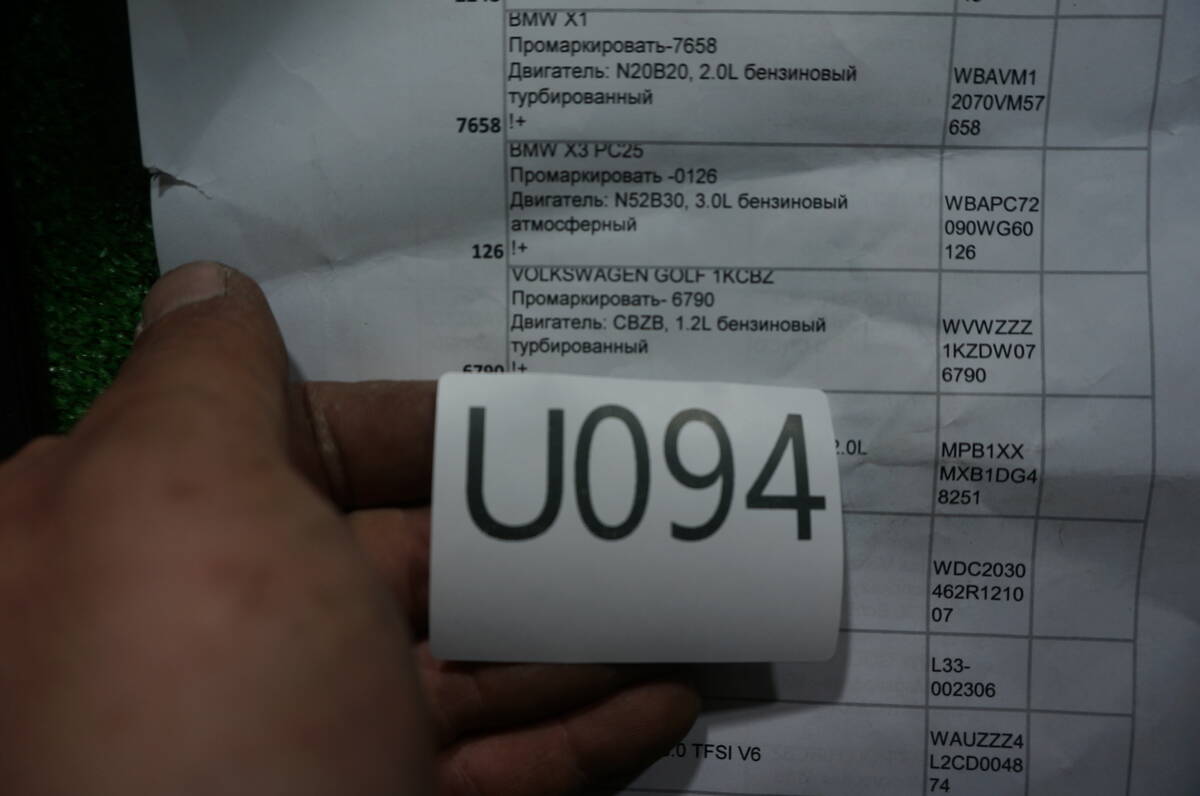 BMW X1
Промаркировать-7658
Двигатель: N20B20, 2.0L бензиновый
турбированный
7658 !+
WBAVM1
2070VM57
658
BMW X3 PC25
Промаркировать -0126
Двигатель: N52B30, 3.0L бензиновый
атмосферный
126 !+
WBAPC72
090WG60
126
VOLKSWAGEN GOLF 1KCBZ
Промаркировать- 6790
Двигатель: CBZB, 1.2L бензиновый
турбированный
6790 !+
WVWZZZ
1KZDW07
6790
U094
2.0L
MPB1XX
MXB1DG4
8251
WDC2030
462R1210
07
L33-
002306
.0 TFSI V6
WAUZZZ4
L2CD0048
74